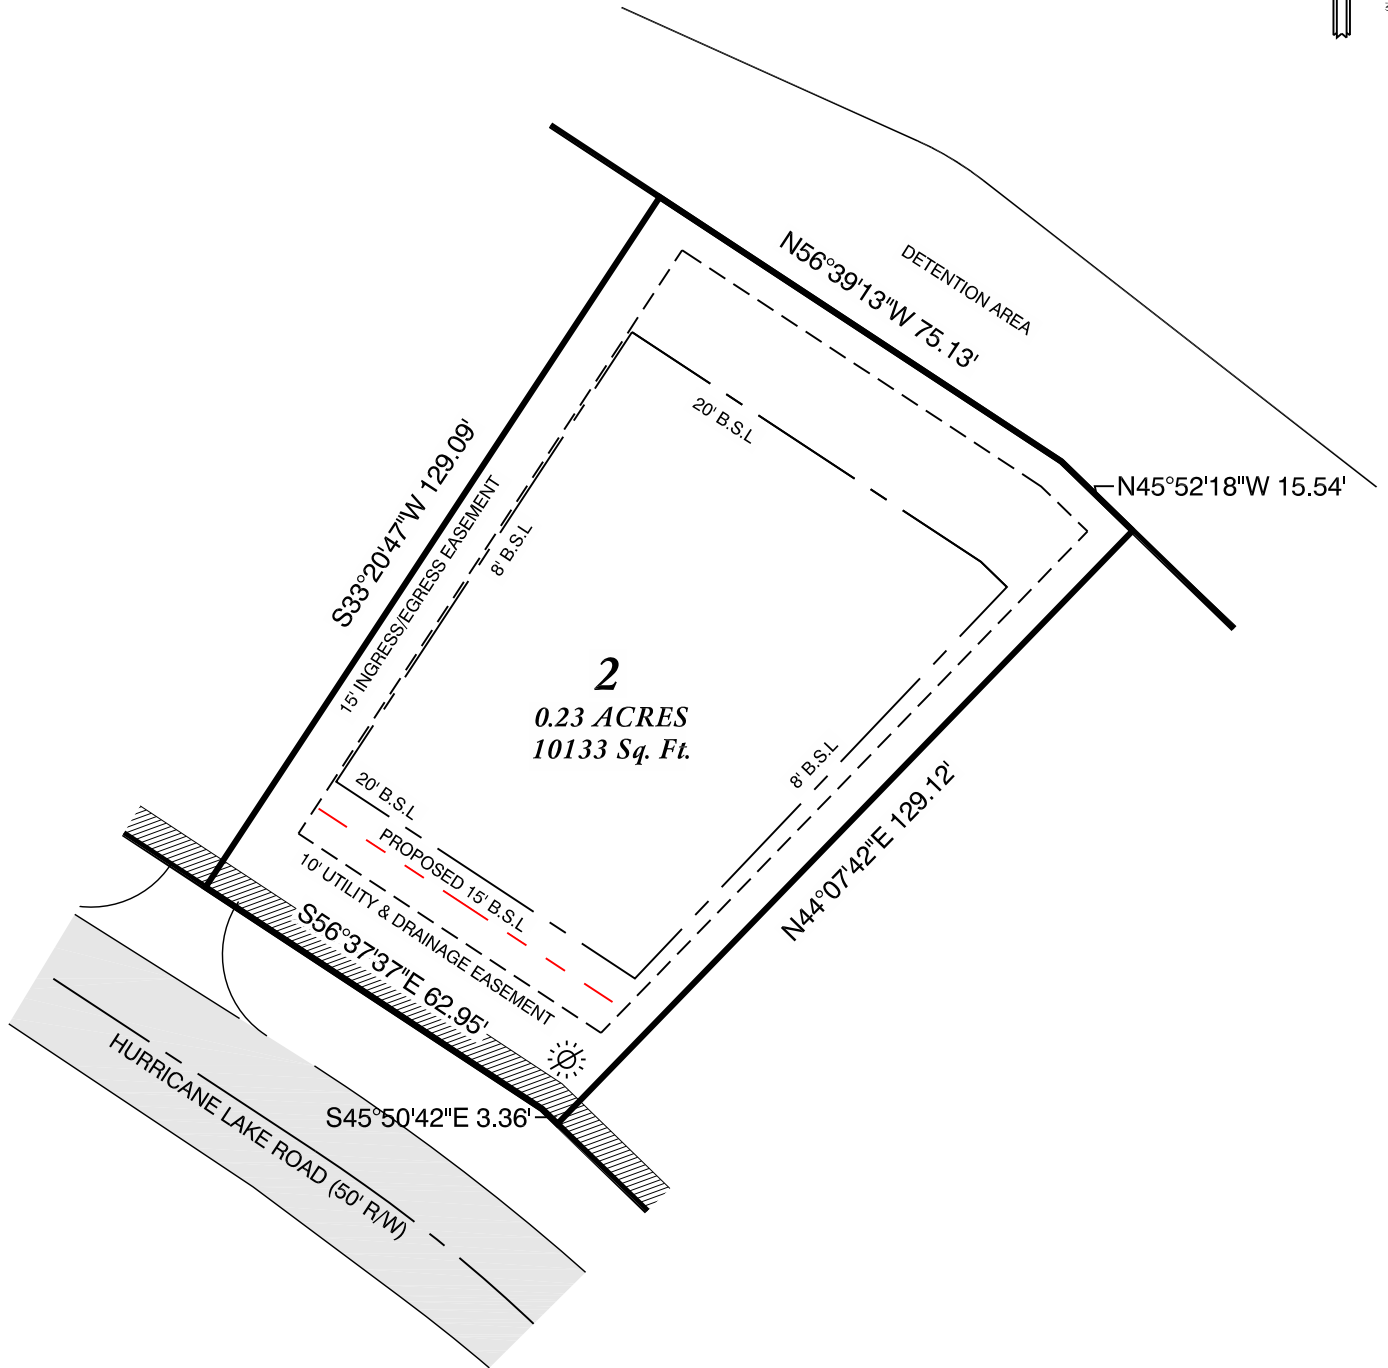 DETENTION AREA
N56°39'13"W 75.13'
20' B.S.L
N45°52'18"W 15.54'
S33°20'47"W 129.09'
15' INGRESS/EGRESS EASEMENT
8' B.S.L
2
0.23 ACRES
10133 Sq. Ft.
8' B.S.L
N44°07'42"E 129.12'
20' B.S.L
PROPOSED 15' B.S.L
10' UTILITY & DRAINAGE EASEMENT
S56°37'37"E 62.95'
S45°50'42"E 3.36'
HURRICANE LAKE ROAD (50' R/W)